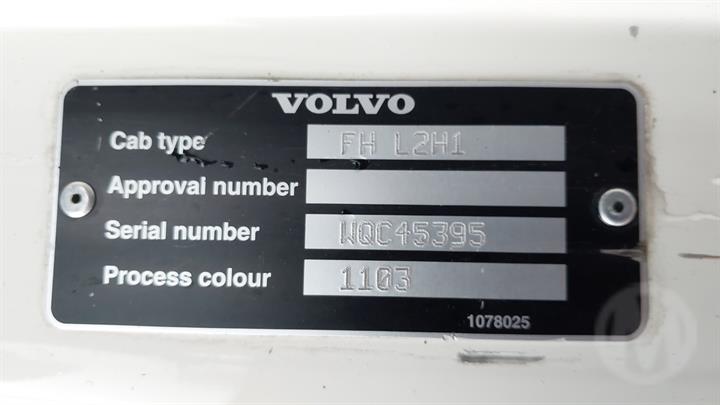 VOLVO
Cab type FH L2H1
Approval number
Serial number WQC45395
Process colour 1103
1078025
M